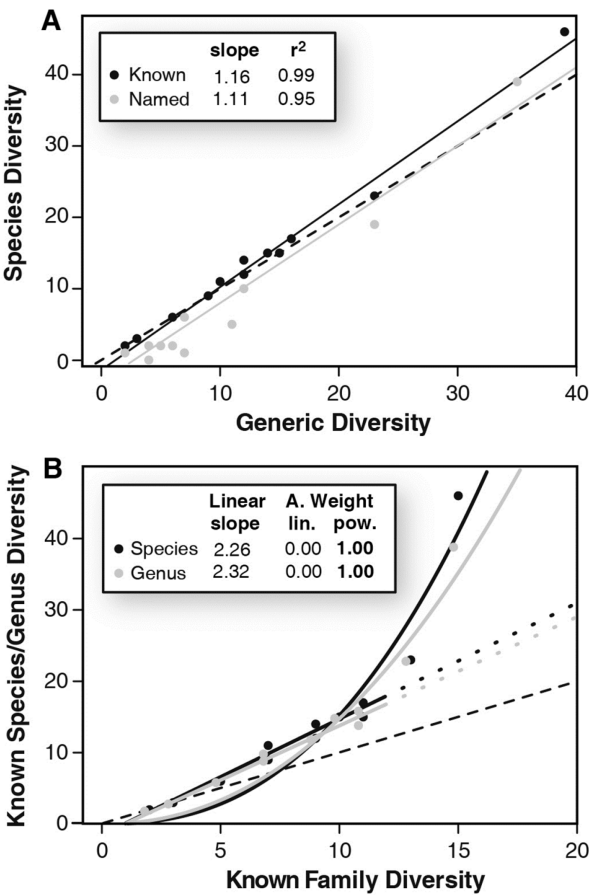 A
slope r²
Known 1.16 0.99
Named 1.11 0.95
Species Diversity
40
30
20
10
0
0 10 20 30 40
Generic Diversity
B
Linear A. Weight
slope lin. pow.
Species 2.26 0.00 1.00
Genus 2.32 0.00 1.00
Known Species/Genus Diversity
40
30
20
10
0
0 5 10 15 20
Known Family Diversity